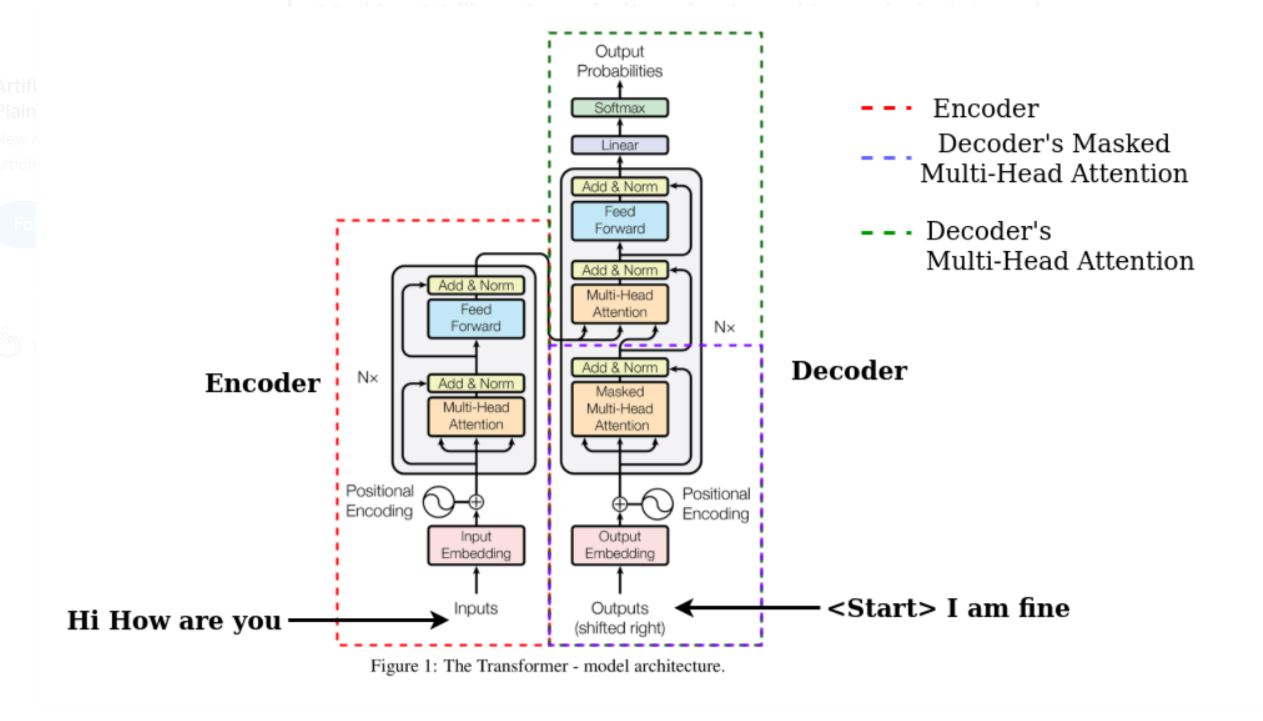 Output
Probabilities
Softmax
Linear
Add & Norm
Feed
Forward
Add & Norm
Multi-Head
Attention
Nx
Add & Norm
Masked
Multi-Head
Attention
Positional
Encoding
Output
Embedding
Outputs
(shifted right)
Decoder
<Start> I am fine
Add & Norm
Feed
Forward
Nx
Add & Norm
Multi-Head
Attention
Positional
Encoding
Input
Embedding
Inputs
Encoder
Hi How are you
Encoder
Decoder's Masked
Multi-Head Attention
Decoder's
Multi-Head Attention
Figure 1: The Transformer - model architecture.